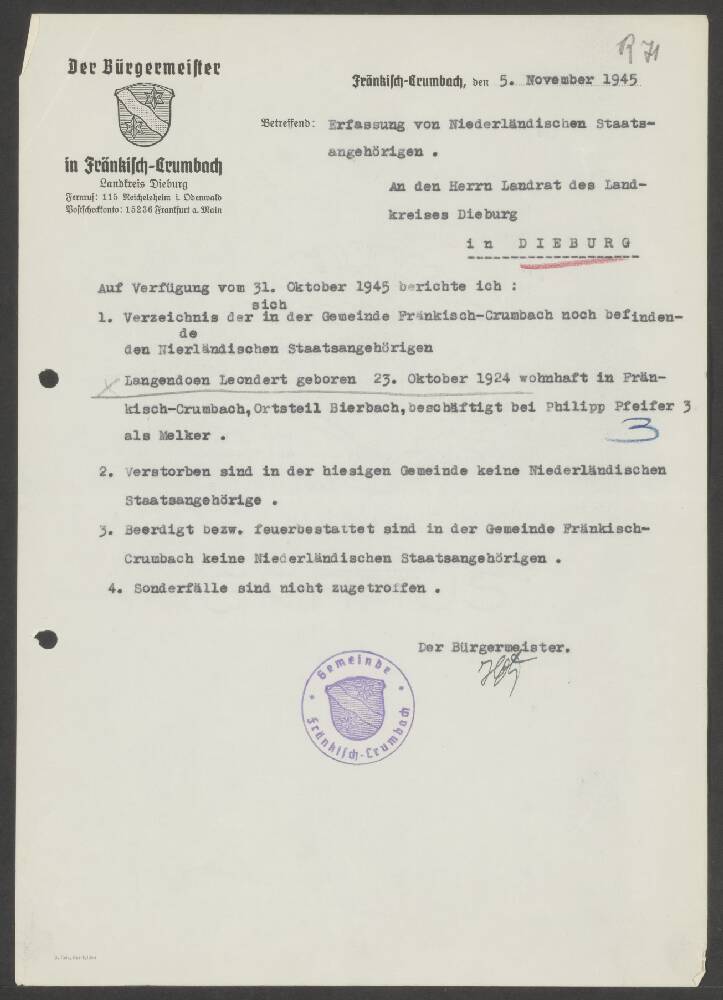 R 71
Der Bürgermeister
in Fränkisch-Crumbach
Landkreis Dieburg
Fernruf: 115 Reichelsheim i. Odenwald
Postscheckkonto: 15236 Frankfurt a. Main
Fränkisch-Crumbach, den 5. November 1945
Betreffend: Erfassung von Niederländischen Staats-
angehörigen .
An den Herrn Landrat des Land-
kreises Dieburg
in DIEBURG
Auf Verfügung vom 31. Oktober 1945 berichte ich :
sich
1. Verzeichnis der in der Gemeinde Fränkisch-Crumbach noch befinden-
de
den Nierländischen Staatsangehörigen
Langendoen Leondert geboren 23. Oktober 1924 wohnhaft in Frän-
kisch-Crumbach, Ortsteil Bierbach, beschäftigt bei Philipp Pfeifer 3
als Melker .
3
2. Verstorben sind in der hiesigen Gemeinde keine Niederländischen
Staatsangehörige .
3. Beerdigt bezw. feuerbestattet sind in der Gemeinde Fränkisch-
Crumbach keine Niederländischen Staatsangehörigen .
4. Sonderfälle sind nicht zugetroffen .
Der Bürgermeister.
Gemeinde
Fränkisch-Crumbach